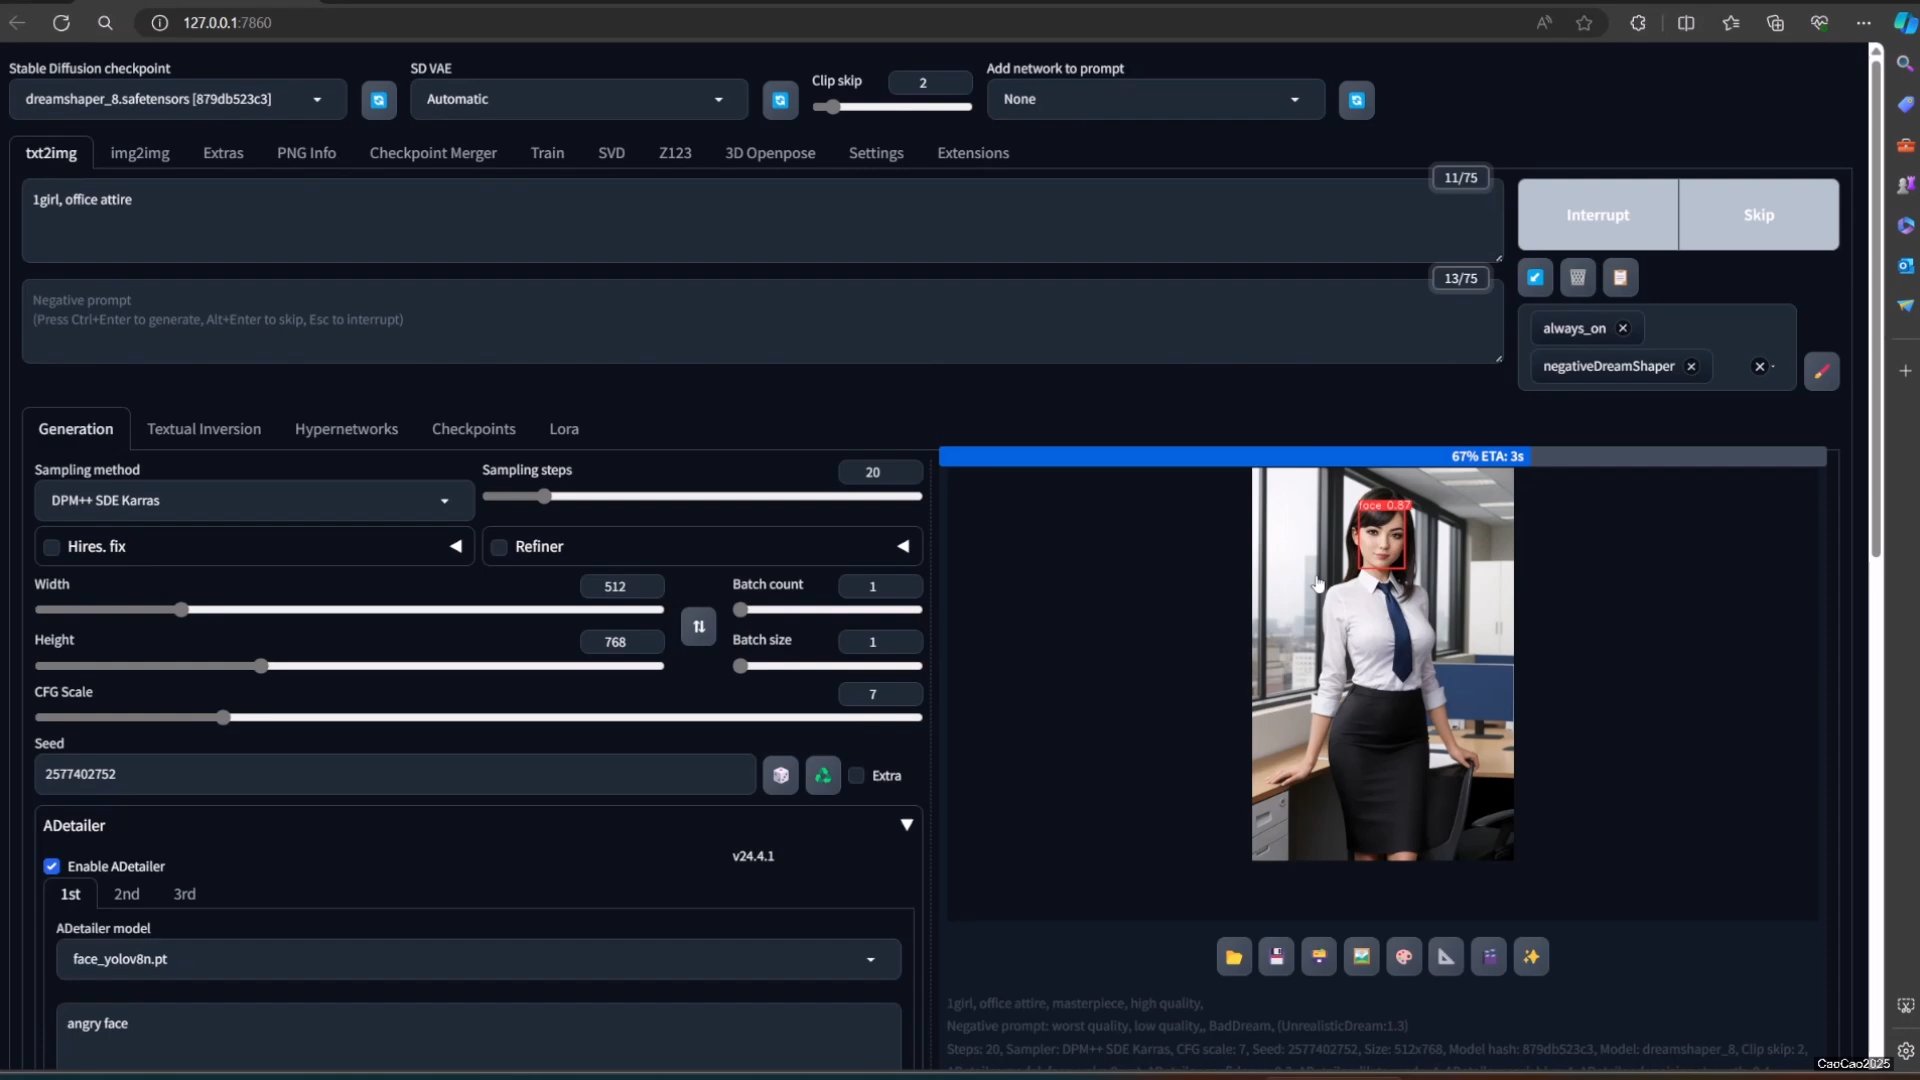 127.0.0.1:7860
Stable Diffusion checkpoint
SD VAE
Clip skip
2
Add network to prompt
dreamshaper_8.safetensors [879db523c3]
Automatic
None
txt2img
img2img
Extras
PNG Info
Checkpoint Merger
Train
SVD
Z123
3D Openpose
Settings
Extensions
11/75
1girl, office attire
Interrupt
Skip
13/75
Negative prompt
(Press Ctrl+Enter to generate, Alt+Enter to skip, Esc to interrupt)
always_on
negativeDreamShaper
Generation
Textual Inversion
Hypernetworks
Checkpoints
Lora
67% ETA: 3s
Sampling method
Sampling steps
20
DPM++ SDE Karras
face 0.87
Hires. fix
Refiner
Width
512
Batch count
1
Height
768
Batch size
1
CFG Scale
7
Seed
2577402752
Extra
ADetailer
v24.4.1
Enable ADetailer
1st
2nd
3rd
ADetailer model
face_yolov8n.pt
angry face
1girl, office attire, masterpiece, high quality,
Negative prompt: worst quality, low quality,, BadDream, (UnrealisticDream:1.3)
Steps: 20, Sampler: DPM++ SDE Karras, CFG scale: 7, Seed: 2577402752, Size: 512x768, Model hash: 879db523c3, Model: dreamshaper_8, Clip skip: 2,
CaoCao2025